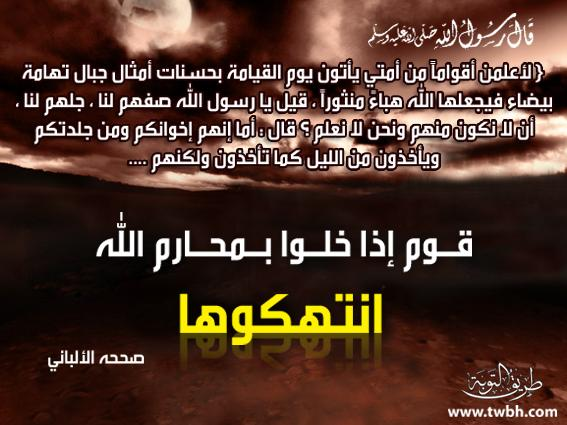 قال رسول الله صلى الله عليه وسلم
{ لأعلمن أقواماً من أمتي يأتون يوم القيامة بحسنات أمثال جبال تهامة
بيضاء فيجعلها الله هباءً منثوراً ، قيل يا رسول الله صفهم لنا ، جلهم لنا ،
أن لا نكون منهم ونحن لا نعلم ؟ قال : أما إنهم إخوانكم ومن جلدتكم
ويأخذون من الليل كما تأخذون ولكنهم ....
قوم إذا خلوا بمحارم الله
انتهكوها
صححه الألباني
طريق التوبة
www.twbh.com